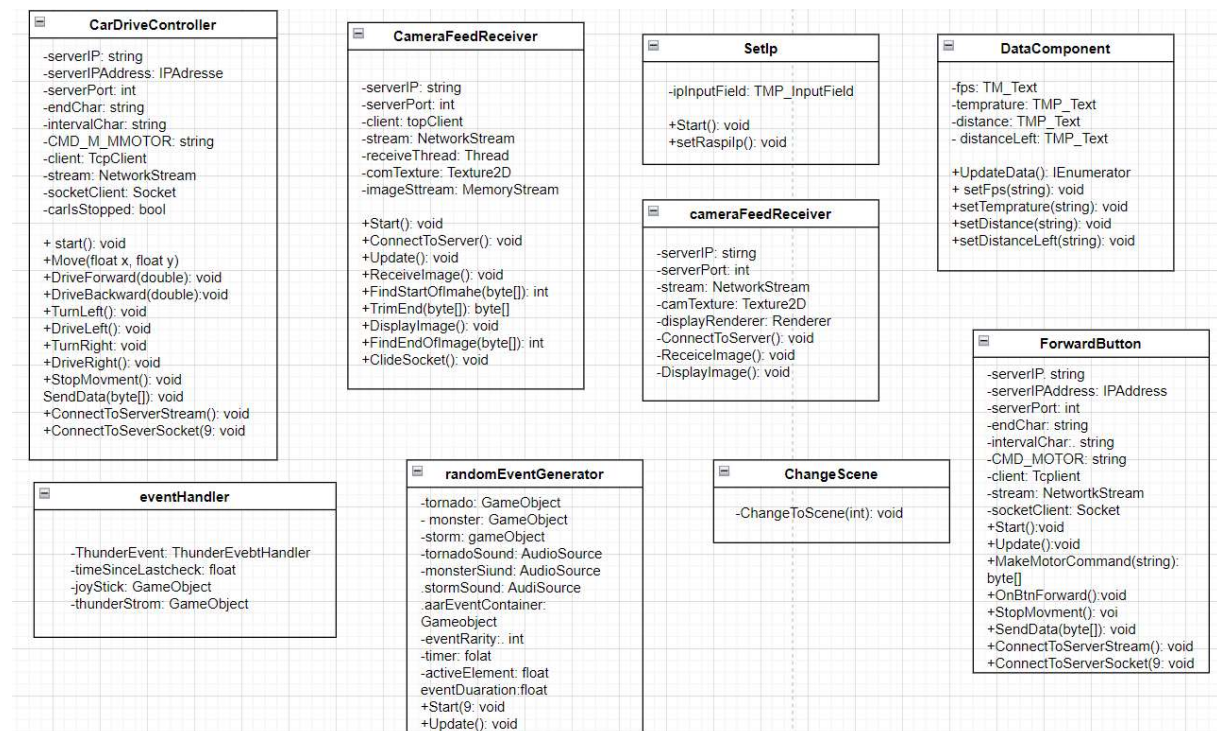 CarDriveController
-serverIP: string
-serverIPAddress: IPAdresse
-serverPort: int
-endChar: string
-intervalChar: string
-CMD_M_MMOTOR: string
-client: TcpClient
-stream: NetworkStream
-socketClient: Socket
-carIsStopped: bool
+ start(): void
+Move(float x, float y)
+DriveForward(double): void
+DriveBackward(double):void
+TurnLeft(): void
+DriveLeft(): void
+TurnRight: void
+DriveRight(): void
+StopMovment(): void
SendData(byte[]): void
+ConnectToServerStream(): void
+ConnectToSeverSocket(9: void
CameraFeedReceiver
-serverIP: string
-serverPort: int
-client: topClient
-stream: NetworkStream
-receiveThread: Thread
-comTexture: Texture2D
-imageSttream: MemoryStream
+Start(): void
+ConnectToServer(): void
+Update(): void
+ReceiveImage(): void
+FindStartOfImahe(byte[]): int
+TrimEnd(byte[]): byte[]
+DisplayImage(): void
+FindEndOfImage(byte[]): int
+ClideSocket(): void
SetIp
-ipInputField: TMP_InputField
+Start(): void
+setRaspiIp(): void
DataComponent
-fps: TM_Text
-temprature: TMP_Text
-distance: TMP_Text
- distanceLeft: TMP_Text
+UpdateData(): IEnumerator
+ setFps(string): void
+setTemprature(string): void
+setDistance(string): void
+setDistanceLeft(string): void
cameraFeedReceiver
-serverIP: stirng
-serverPort: int
-stream: NetworkStream
-camTexture: Texture2D
-displayRenderer: Renderer
-ConnectToServer(): void
-ReceiceImage(): void
-DisplayImage(): void
ForwardButton
-serverIP: string
-serverIPAddress: IPAddress
-serverPort: int
-endChar: string
-intervalChar:. string
-CMD_MOTOR: string
-client: Tcplient
-stream: NetwortkStream
-socketClient: Socket
+Start():void
+Update():void
+MakeMotorCommand(string):
byte[]
+OnBtnForward():void
+StopMovment(): voi
+SendData(byte[]): void
+ConnectToServerStream(): void
+ConnectToServerSocket(9: void
eventHandler
-ThunderEvent: ThunderEvebtHandler
-timeSinceLastcheck: float
-joyStick: GameObject
-thunderStrom: GameObject
randomEventGenerator
-tornado: GameObject
- monster: GameObject
-storm: gameObject
-tornadoSound: AudioSource
-monsterSiund: AudioSource
.stormSound: AudiSource
.aarEventContainer:
Gameobject
-eventRarity:. int
-timer: folat
-activeElement: float
eventDuaration:float
+Start(9: void
+Update(): void
ChangeScene
-ChangeToScene(int): void